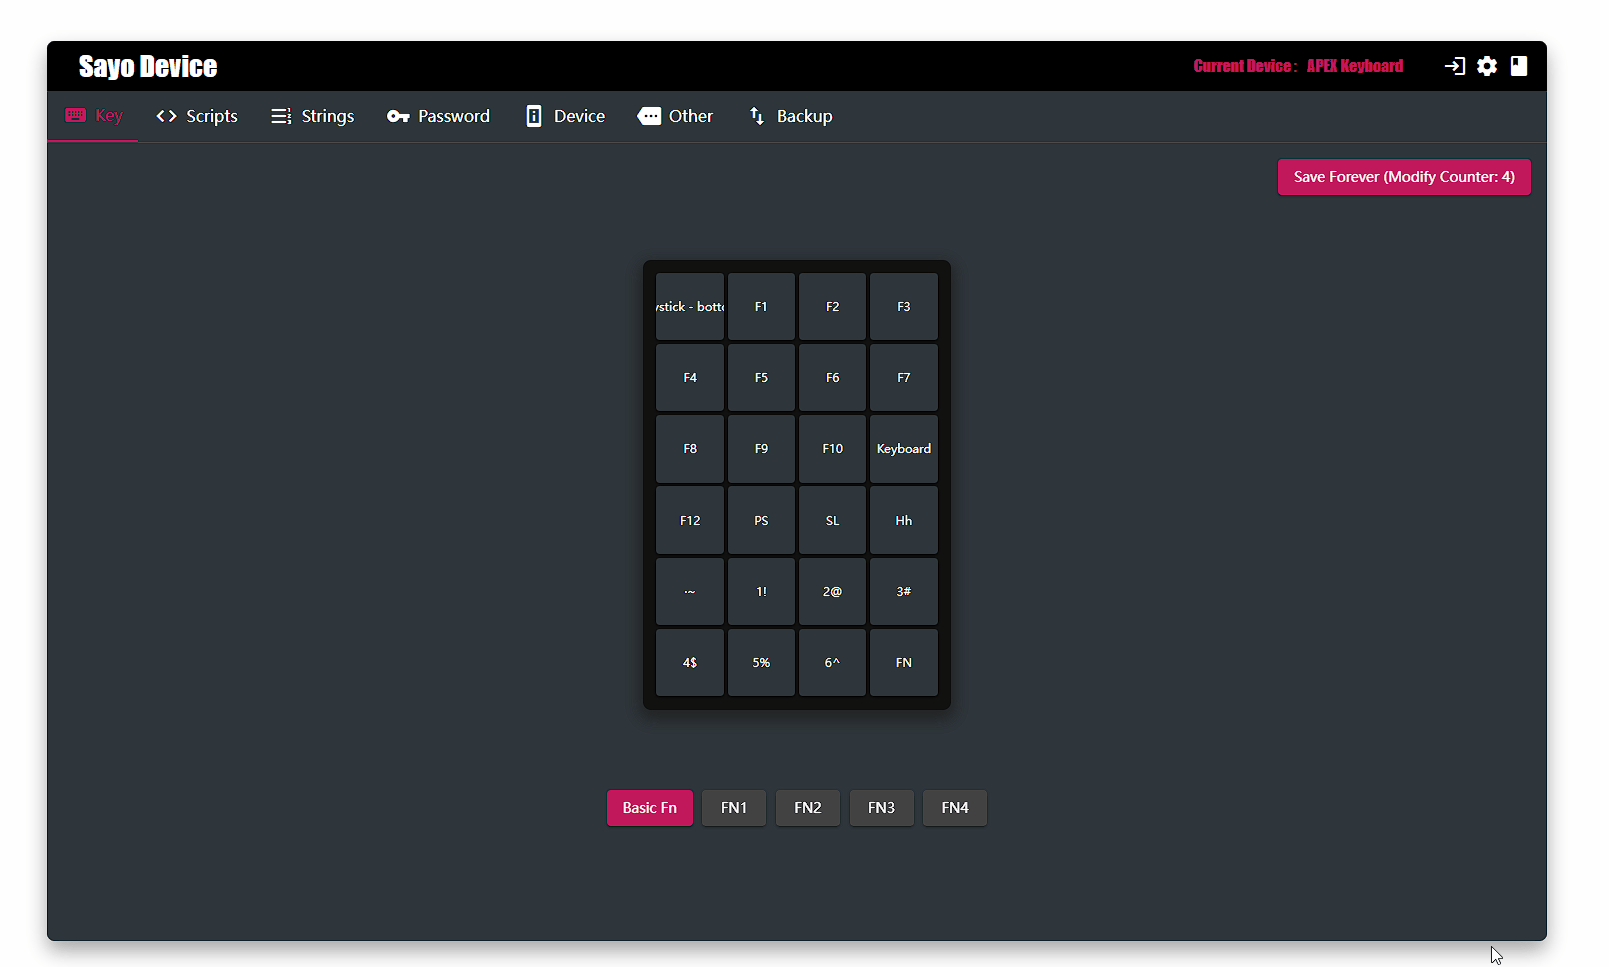 Sayo Device
Current Device： APEX Keyboard
Key Scripts Strings Password Device Other Backup
Save Forever (Modify Counter: 4)
ystick - botto F1 F2 F3
F4 F5 F6 F7
F8 F9 F10 Keyboard
F12 PS SL Hh
·~ 1! 2@ 3#
4$ 5% 6^ FN
Basic Fn FN1 FN2 FN3 FN4